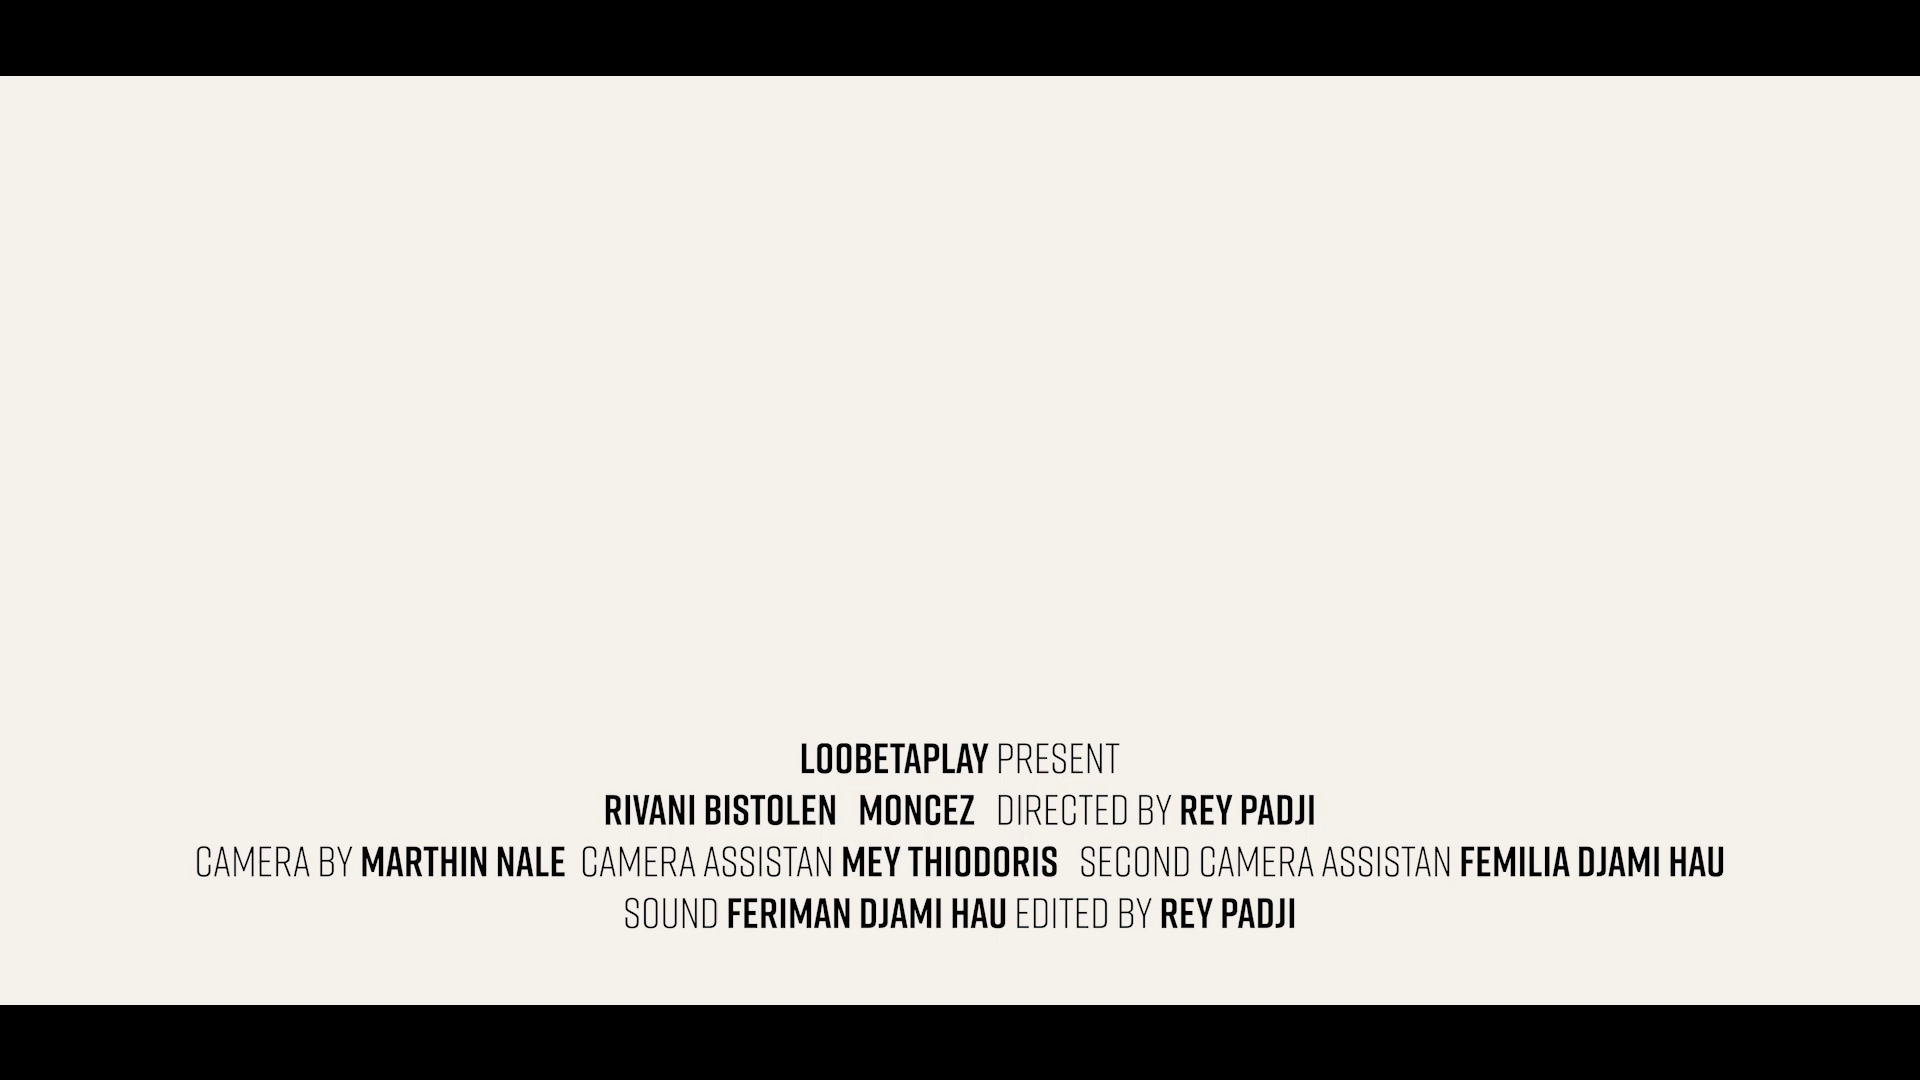 LOOBETAPLAY PRESENT
RIVANI BISTOLEN MONCEZ DIRECTED BY REY PADJI
CAMERA BY MARTHIN NALE CAMERA ASSISTAN MEY THIODORIS SECOND CAMERA ASSISTAN FEMILIA DJAMI HAU
SOUND FERIMAN DJAMI HAU EDITED BY REY PADJI